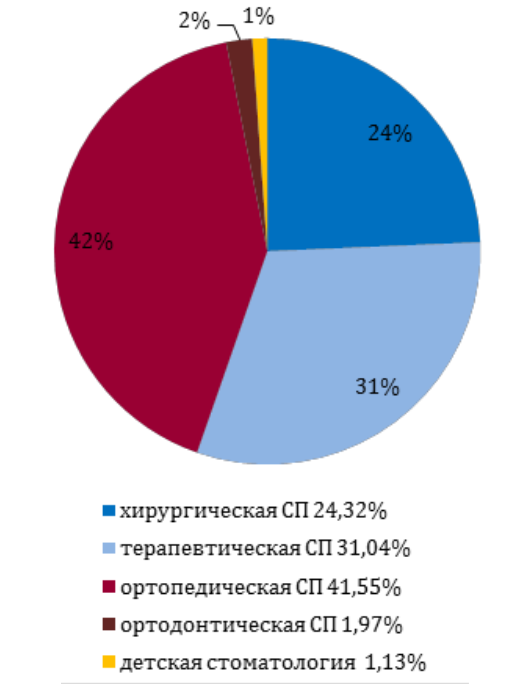 2%
1%
24%
42%
31%
хирургическая СП 24,32%
терапевтическая СП 31,04%
ортопедическая СП 41,55%
ортодонтическая СП 1,97%
детская стоматология 1,13%